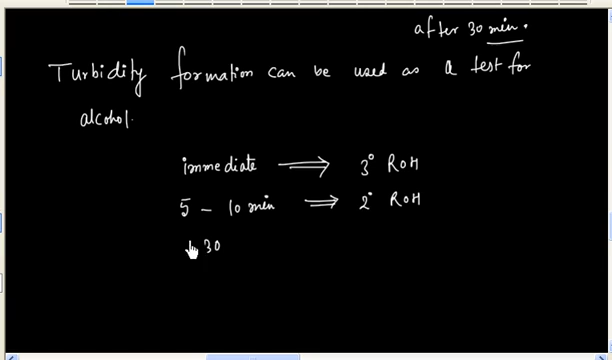 after 30 min.
Turbidity formation can be used as a test for
alcohol.
immediate ⟹ 3° ROH
5 - 10 min ⟹ 2° ROH
30